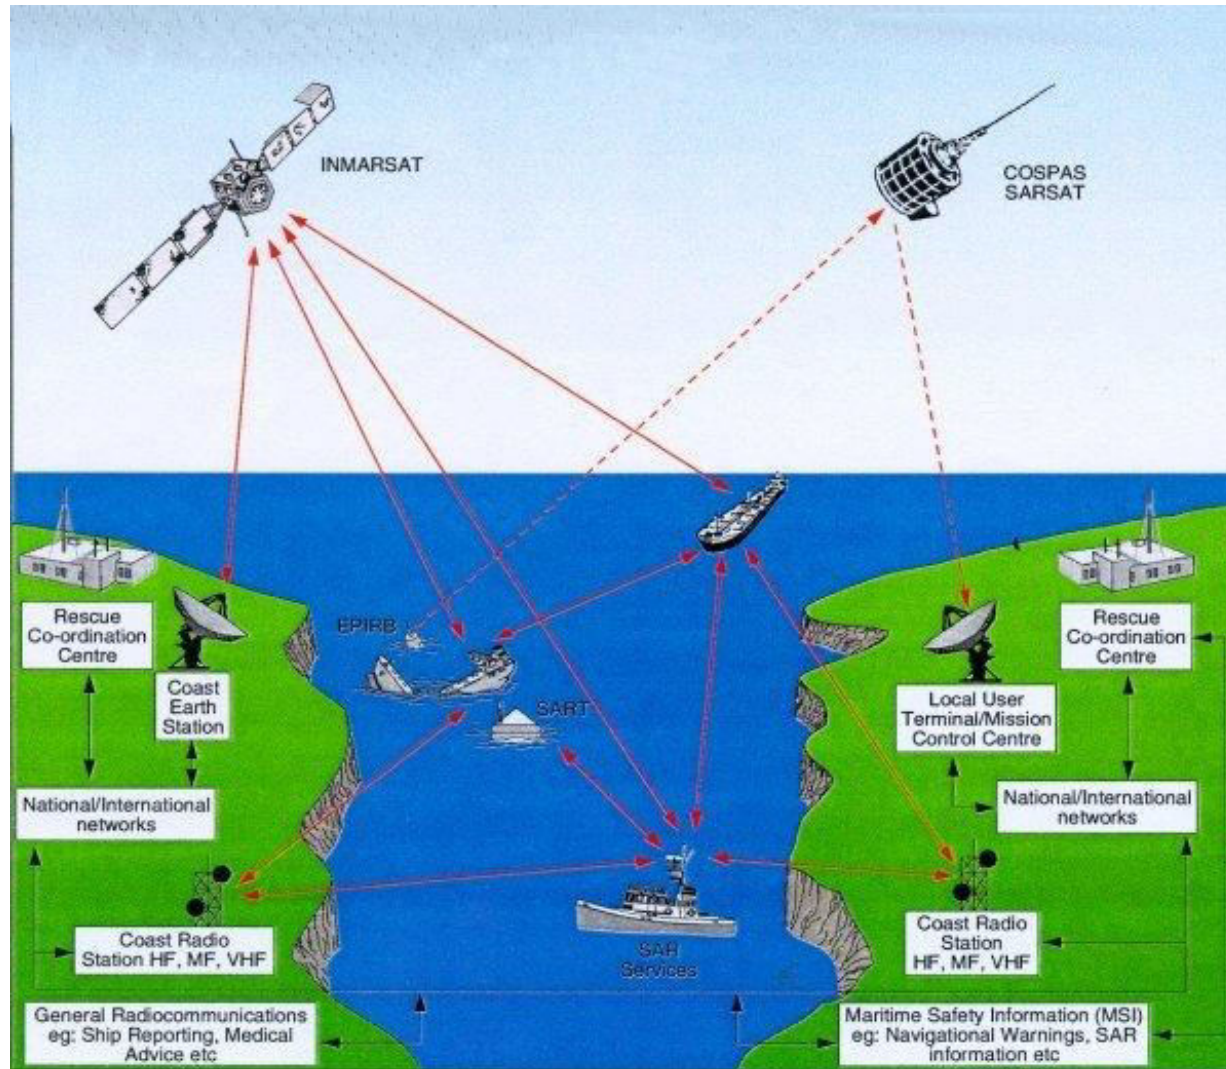 INMARSAT
COSPAS
SARSAT
Rescue
Co-ordination
Centre
Coast
Earth
Station
EPIRB
SART
Local User
Terminal/Mission
Control Centre
Rescue
Co-ordination
Centre
National/International
networks
National/International
networks
Coast Radio
Station HF, MF, VHF
SAR
Services
Coast Radio
Station
HF, MF, VHF
General Radiocommunications
eg: Ship Reporting, Medical
Advice etc
Maritime Safety Information (MSI)
eg: Navigational Warnings, SAR
information etc